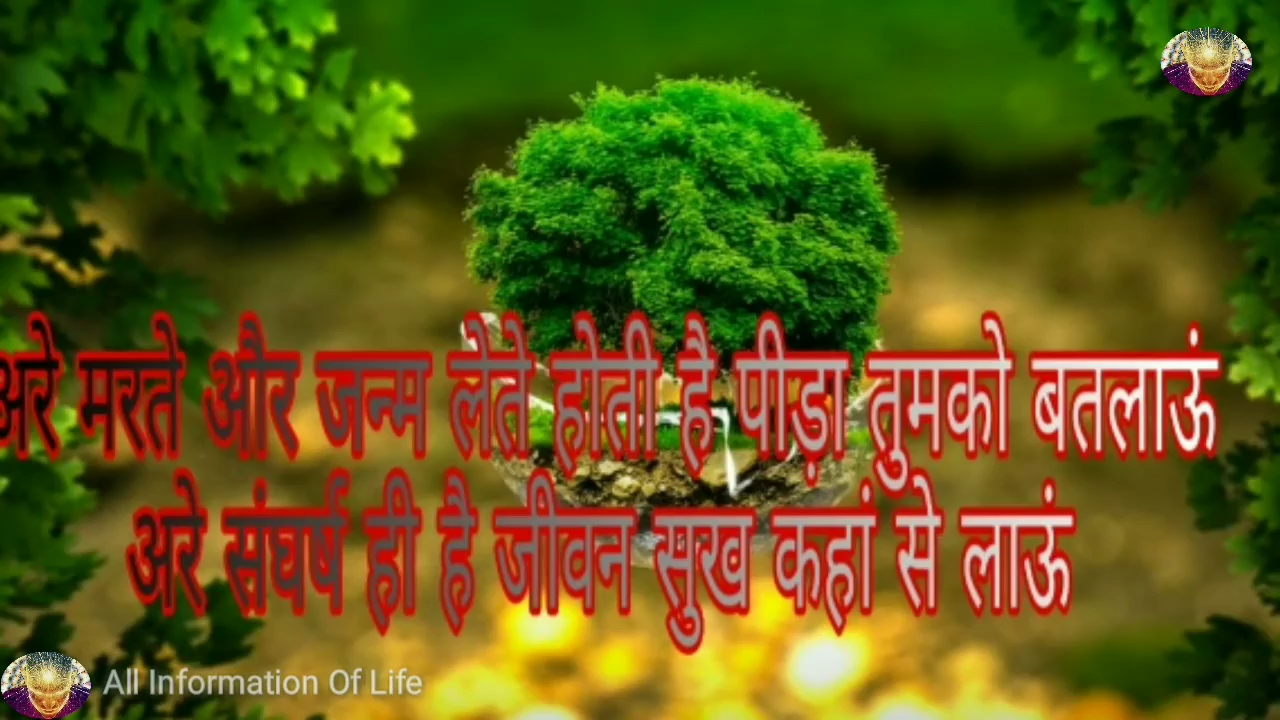 अरे मरते और जन्म लेते होती है पीड़ा तुमको बतलाऊं
अरे संघर्ष ही है जीवन सुख कहां से लाऊं
All Information Of Life